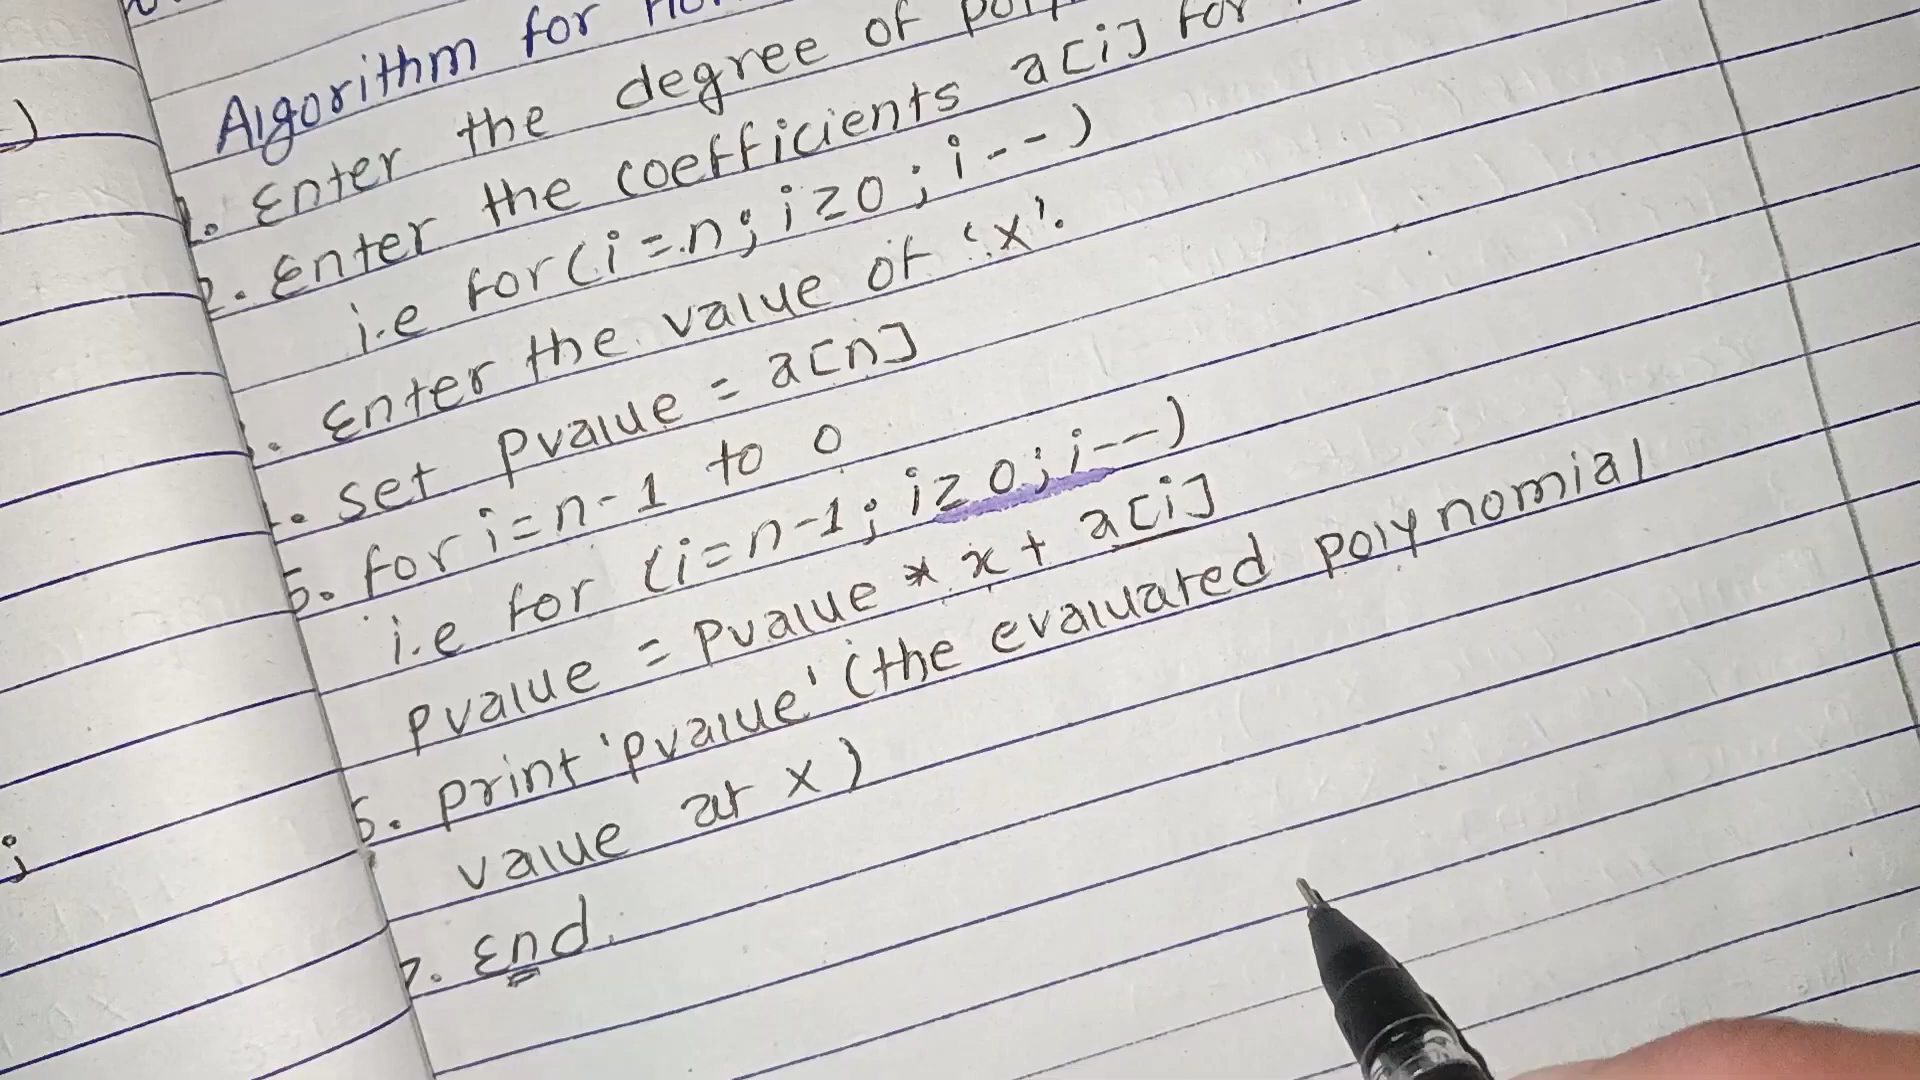 Algorithm for
1. Enter the degree of
2. Enter the coefficients a[i] for
i.e for (i=n; i≥0; i--)
Enter the value of 'x'.
Set Pvalue = a[n]
5. for i=n-1 to 0
i.e for (i=n-1; i≥0; i--)
Pvalue = Pvalue * x + a[i]
6. print 'pvalue' (the evaluated polynomial
value at x)
7. End.